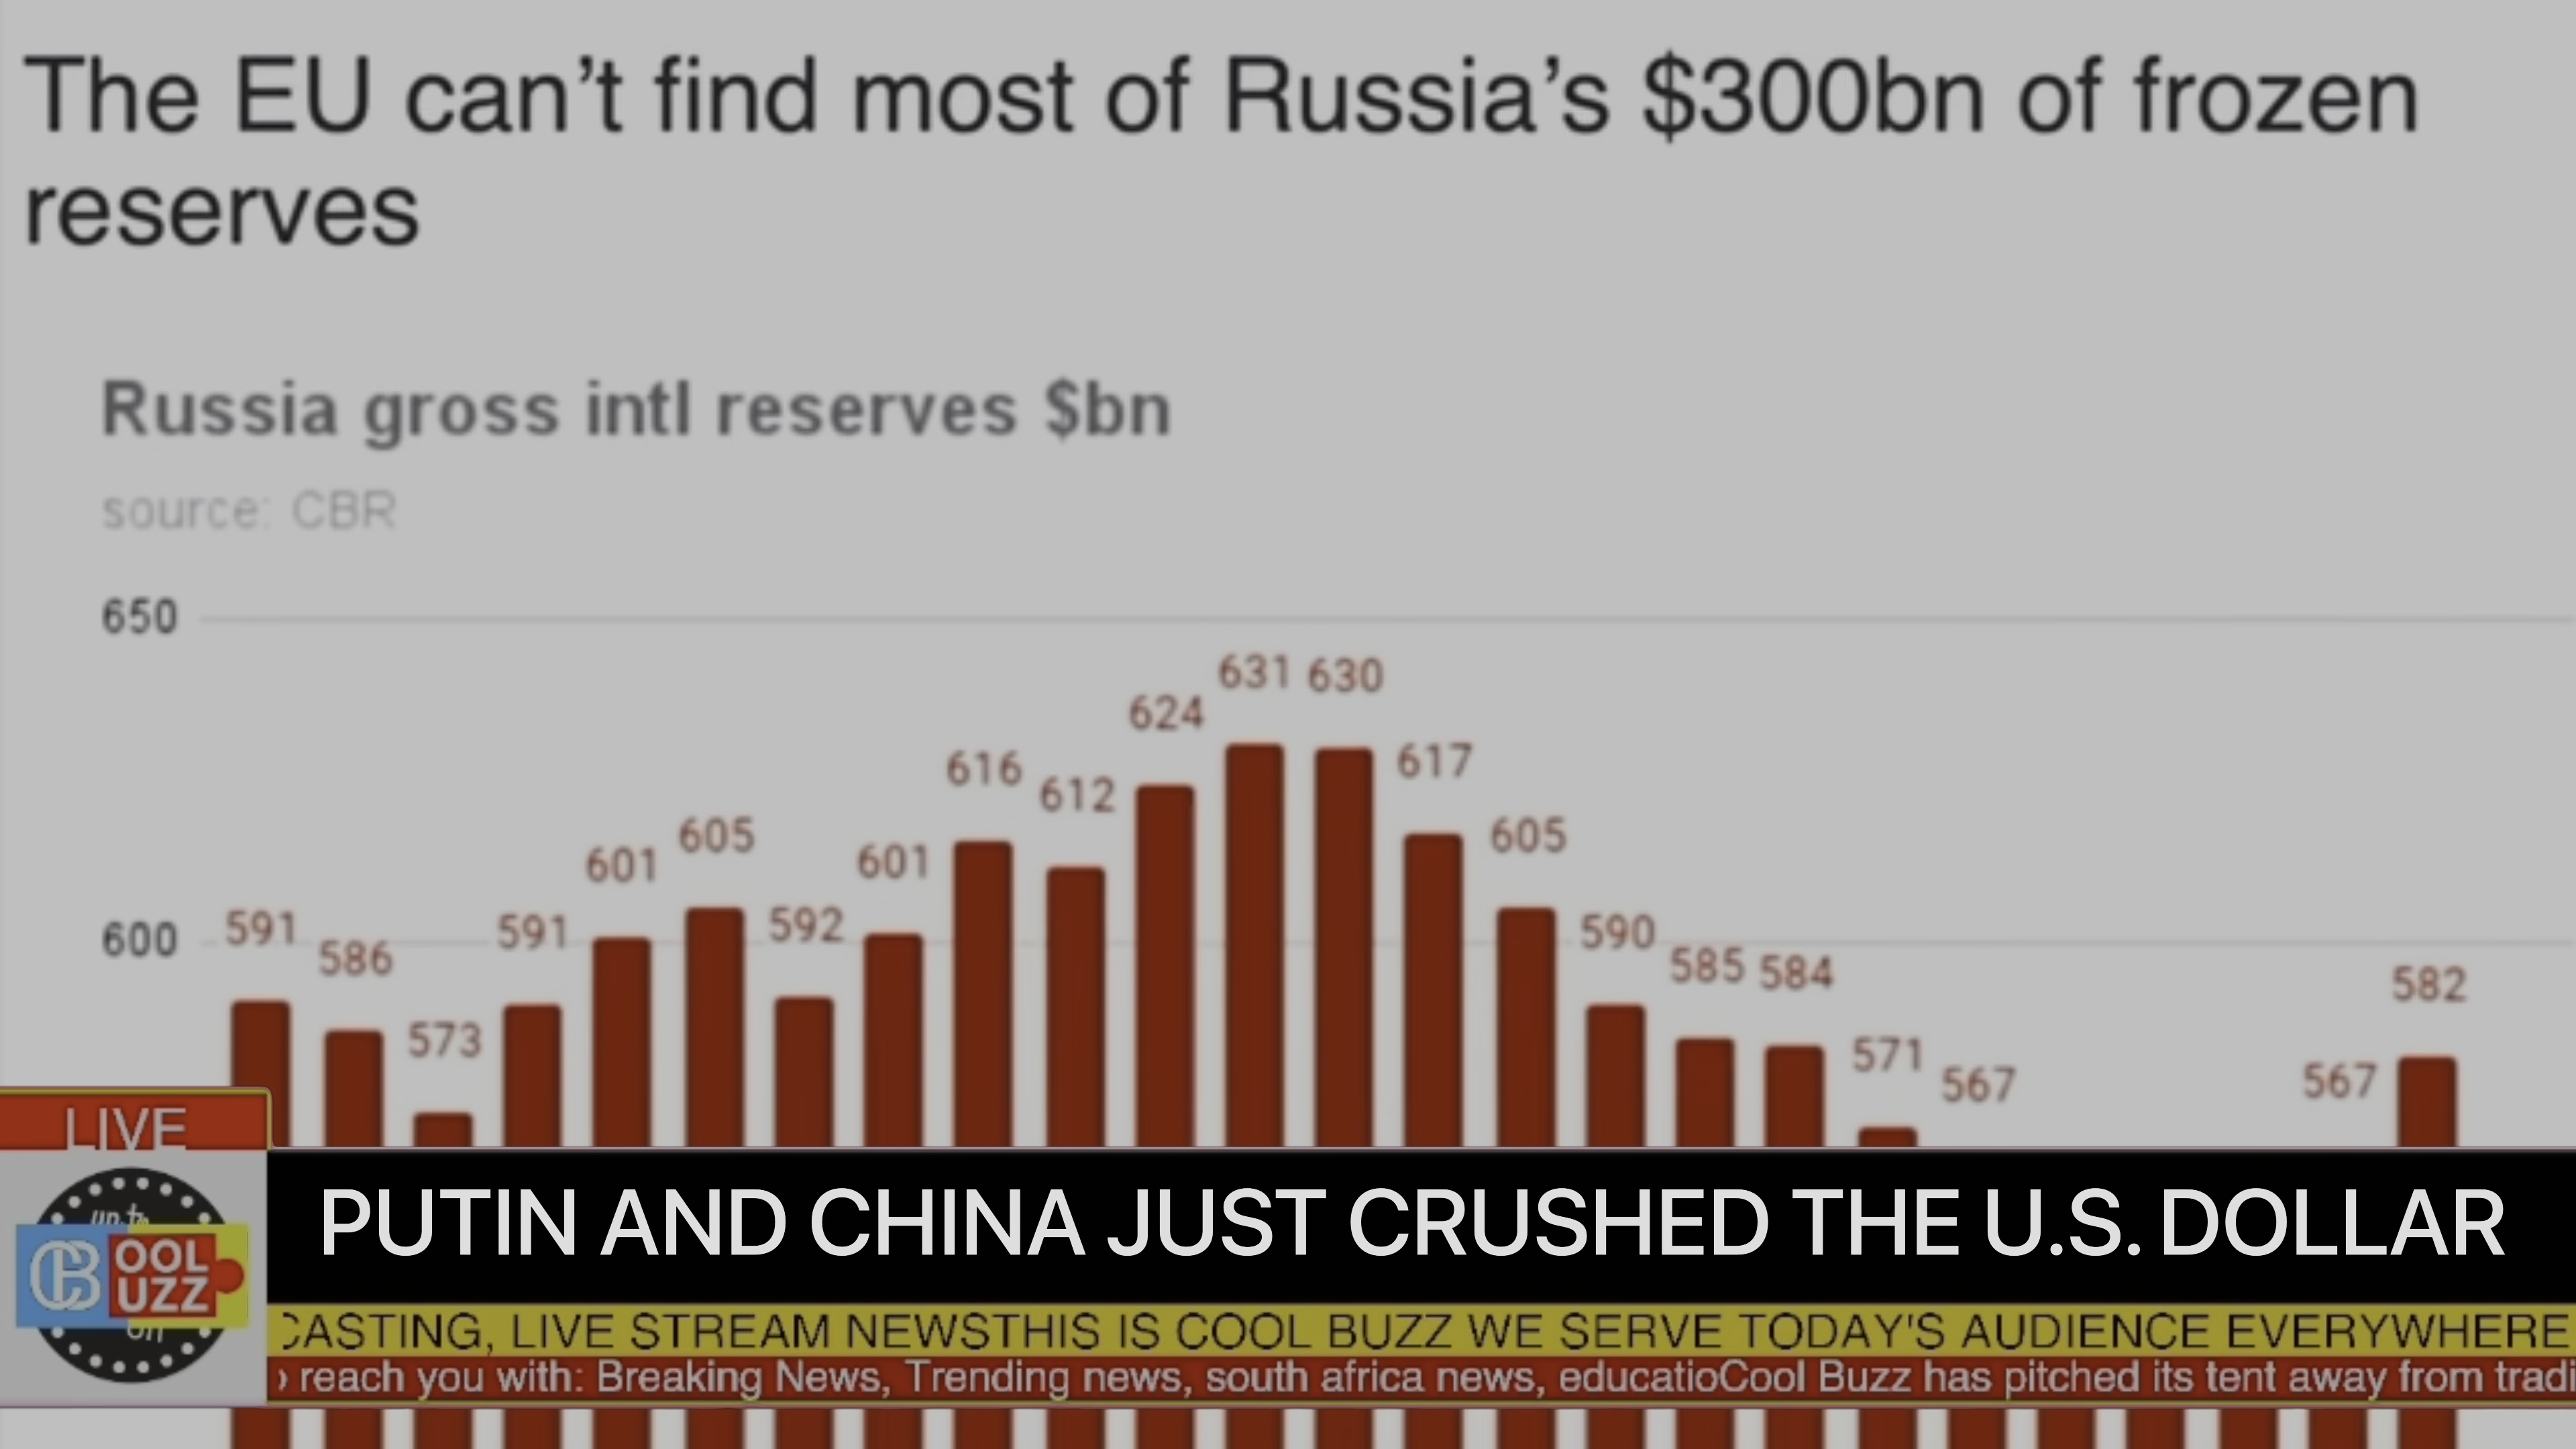 The EU can’t find most of Russia’s $300bn of frozen
reserves
Russia gross intl reserves $bn
source: CBR
650
631 630
624
617
616
612
605
605
601
601
600
591
591
592
590
586
585 584
582
573
571
567
567
LIVE
PUTIN AND CHINA JUST CRUSHED THE U.S. DOLLAR
OOL
UZZ
on
CASTING, LIVE STREAM NEWSTHIS IS COOL BUZZ WE SERVE TODAY'S AUDIENCE EVERYWHERE
reach you with: Breaking News, Trending news, south africa news, educatioCool Buzz has pitched its tent away from tradi